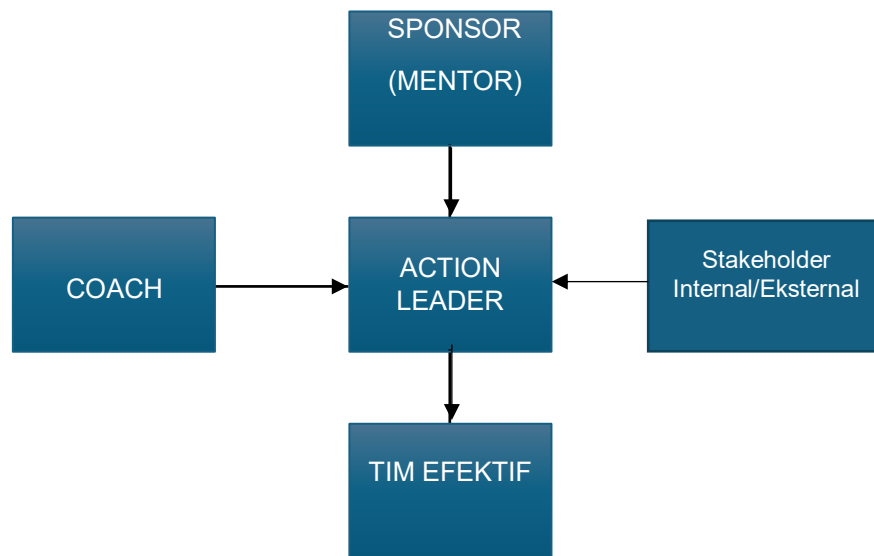 SPONSOR
(MENTOR)
COACH
ACTION
LEADER
Stakeholder
Internal/Eksternal
TIM EFEKTIF